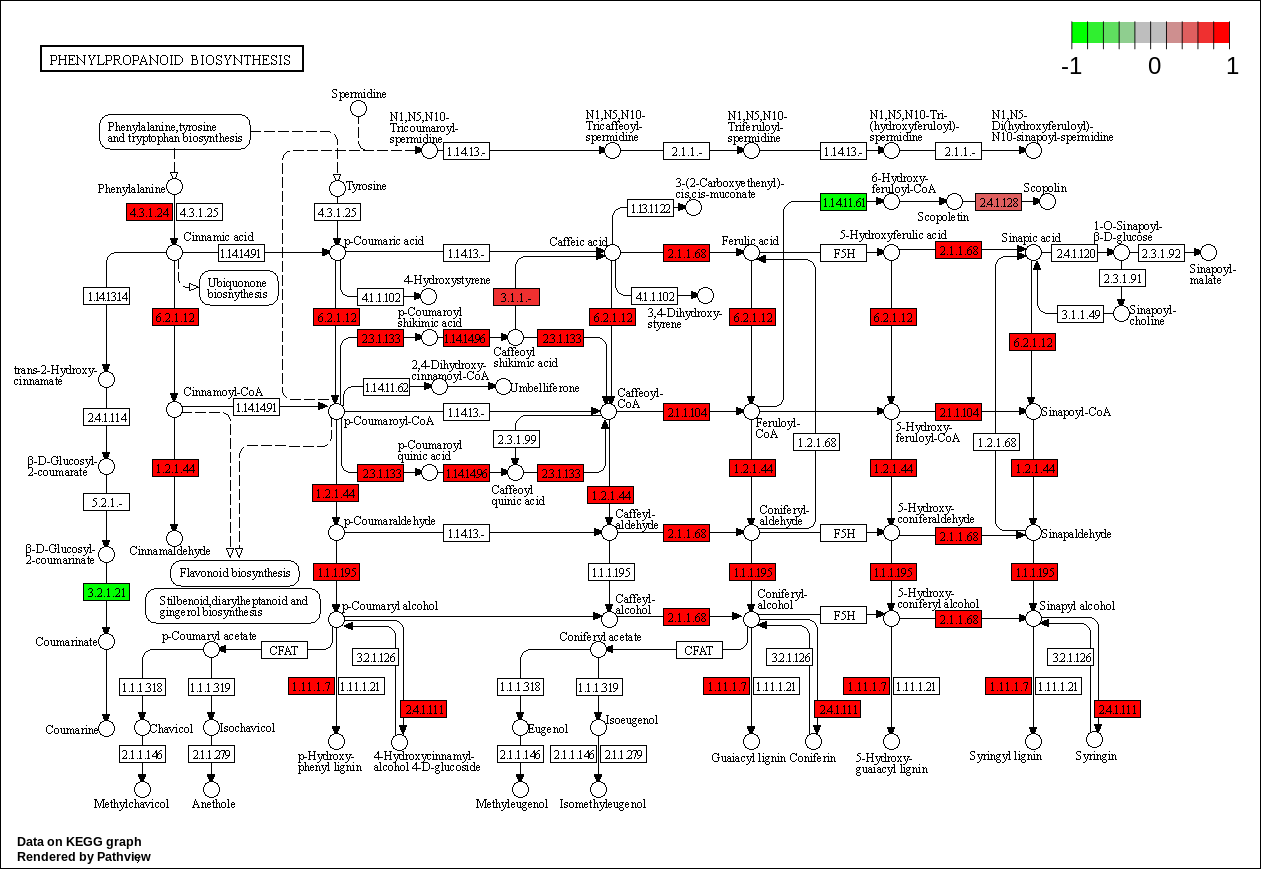 -1
0
1
PHENYLPROPANOID BIOSYNTHESIS
Spermidine
N1,N5,N10-
Tricoumaroyl-
spermidine
N1,N5,N10-
Tricaffeoyl-
spermidine
N1,N5,N10-
Triferuloyl-
spermidine
N1,N5,N10-Tri-
(hydroxyferuloyl)-
spermidine
N1,N5-
Di(hydroxyferuloyl)-
N10-sinapoyl-spermidine
Phenylalanine,tyrosine
and tryptophan biosynthesis
1.14.13.-
2.1.1.-
1.14.13.-
2.1.1.-
Phenylalanine
Tyrosine
3-(2-Carboxyethenyl)-
cis,cis-muconate
6-Hydroxy-
feruloyl-CoA
Scopolin
4.3.1.24
4.3.1.25
4.3.1.25
1.13.11.22
1.14.11.61
2.4.1.128
Scopoletin
Cinnamic acid
p-Coumaric acid
Caffeic acid
Ferulic acid
5-Hydroxyferulic acid
Sinapic acid
1-O-Sinapoyl-
β-D-glucose
1.14.14.91
1.14.13.-
2.1.1.68
F5H
2.1.1.68
2.4.1.120
2.3.1.92
Sinapoyl-
malate
2.3.1.91
Ubiquonone
biosnythesis
4-Hydroxystyrene
1.14.13.14
4.1.1.102
3.1.1.-
4.1.1.102
3,4-Dihydroxy-
styrene
3.1.1.49
Sinapoyl-
choline
6.2.1.12
6.2.1.12
p-Coumaroyl
shikimic acid
6.2.1.12
6.2.1.12
6.2.1.12
6.2.1.12
2.3.1.133
1.14.14.96
2.3.1.133
Caffeoyl
shikimic acid
trans-2-Hydroxy-
cinnamate
2,4-Dihydroxy-
cinnamoyl-CoA
1.14.11.62
Umbelliferone
Cinnamoyl-CoA
1.14.14.91
p-Coumaroyl-CoA
1.14.13.-
Caffeoyl-
CoA
2.1.1.104
Feruloyl-
CoA
2.1.1.104
5-Hydroxy-
feruloyl-CoA
Sinapoyl-CoA
2.4.1.114
2.3.1.99
1.2.1.68
1.2.1.68
β-D-Glucosyl-
2-coumarate
p-Coumaroyl
quinic acid
1.2.1.44
2.3.1.133
1.14.14.96
2.3.1.133
1.2.1.44
1.2.1.44
1.2.1.44
Caffeoyl
quinic acid
1.2.1.44
1.2.1.44
5.2.1.-
p-Coumaraldehyde
1.14.13.-
Caffeyl-
aldehyde
2.1.1.68
Coniferyl-
aldehyde
F5H
5-Hydroxy-
coniferaldehyde
2.1.1.68
Sinapaldehyde
β-D-Glucosyl-
2-coumarinate
Cinnamaldehyde
Flavonoid biosynthesis
1.1.1.195
1.1.1.195
1.1.1.195
1.1.1.195
1.1.1.195
3.2.1.21
Stilbenoid,diarylheptanoid and
gingerol biosynthesis
p-Coumaryl alcohol
Caffeyl-
alcohol
2.1.1.68
Coniferyl-
alcohol
F5H
5-Hydroxy-
coniferyl alcohol
2.1.1.68
Sinapyl alcohol
Coumarinate
p-Coumaryl acetate
CFAT
Coniferyl acetate
CFAT
3.2.1.126
3.2.1.126
3.2.1.126
1.1.1.318
1.1.1.319
1.11.1.7
1.11.1.21
1.1.1.318
1.1.1.319
1.11.1.7
1.11.1.21
1.11.1.7
1.11.1.21
1.11.1.7
1.11.1.21
2.4.1.111
2.4.1.111
2.4.1.111
Coumarine
Chavicol
Isochavicol
Eugenol
Isoeugenol
2.1.1.146
2.1.1.279
2.1.1.146
2.1.1.146
2.1.1.279
p-Hydroxy-
phenyl lignin
4-Hydroxycinnamyl-
alcohol 4-D-glucoside
Guaiacyl lignin
Coniferin
5-Hydroxy-
guaiacyl lignin
Syringyl lignin
Syringin
Methylchavicol
Anethole
Methyleugenol
Isomethyleugenol
Data on KEGG graph
Rendered by Pathview